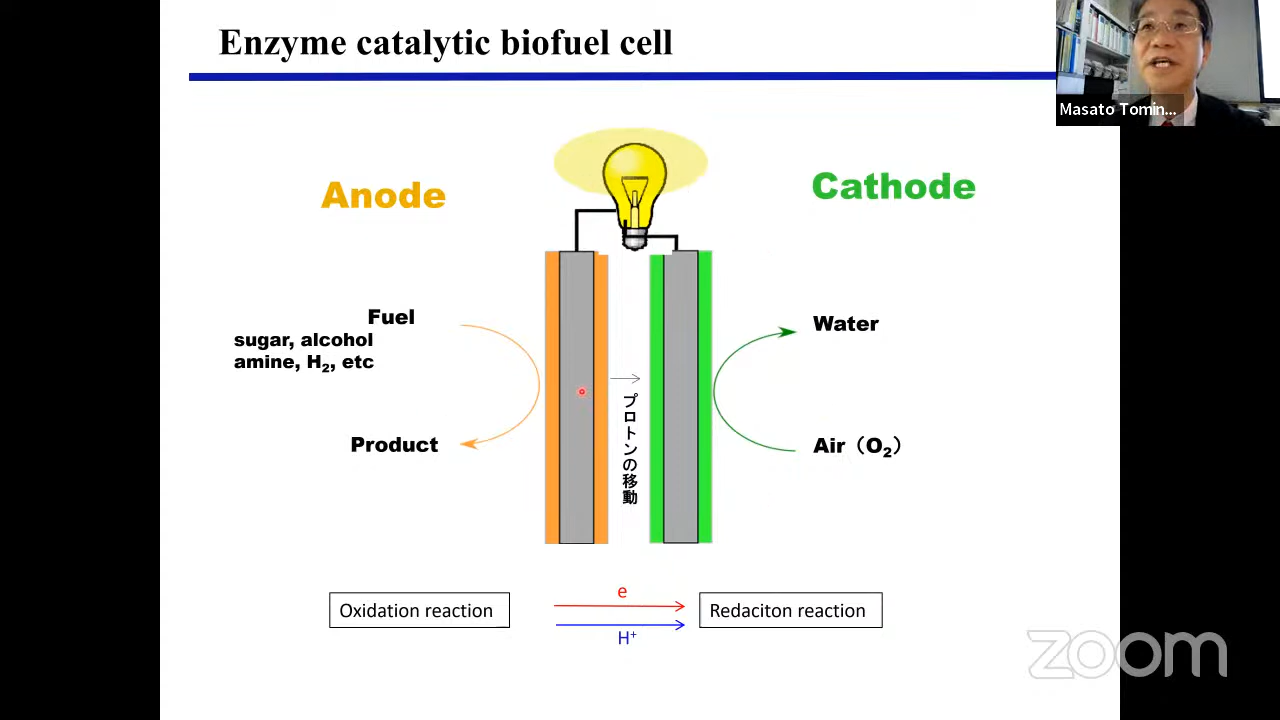 Enzyme catalytic biofuel cell
Masato Tomin...
Anode
Cathode
Fuel
sugar, alcohol
amine, H₂, etc
Product
プロトンの移動
Water
Air（O₂）
Oxidation reaction
e
H⁺
Redaciton reaction
zoom